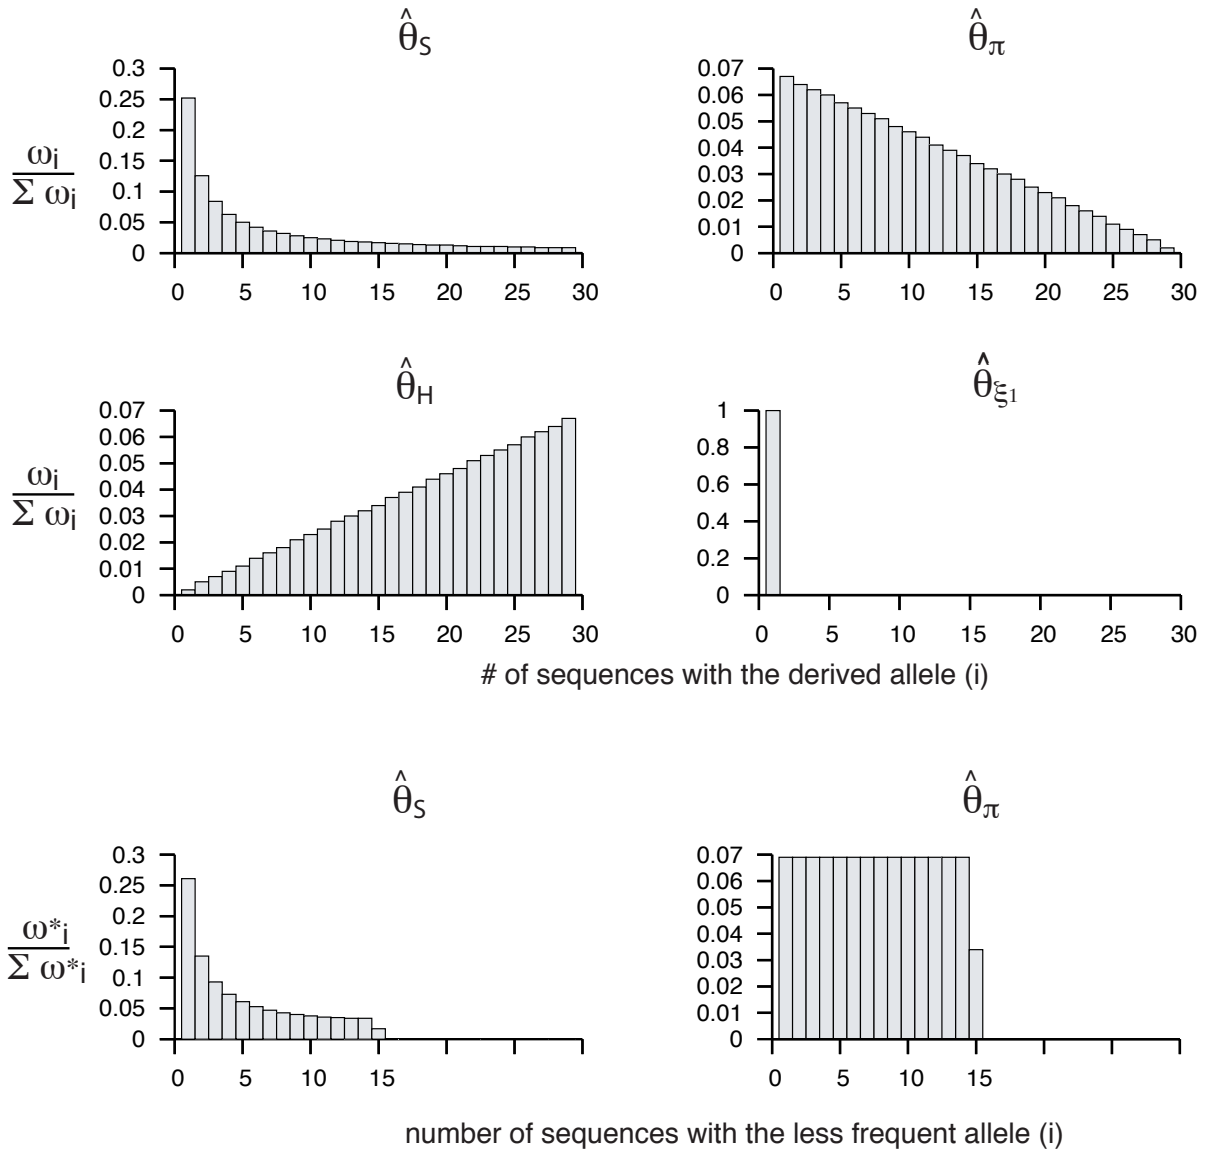 θ̂S
0.3
0.25
0.2
0.15
0.1
0.05
0
ωi
Σ ωi
0 5 10 15 20 25 30
θ̂π
0.07
0.06
0.05
0.04
0.03
0.02
0.01
0
0 5 10 15 20 25 30
θ̂H
0.07
0.06
0.05
0.04
0.03
0.02
0.01
0
ωi
Σ ωi
0 5 10 15 20 25 30
θ̂ξ1
1
0.8
0.6
0.4
0.2
0
0 5 10 15 20 25 30
# of sequences with the derived allele (i)
θ̂S
0.3
0.25
0.2
0.15
0.1
0.05
0
ω*i
Σ ω*i
0 5 10 15
θ̂π
0.07
0.06
0.05
0.04
0.03
0.02
0.01
0
0 5 10 15
number of sequences with the less frequent allele (i)